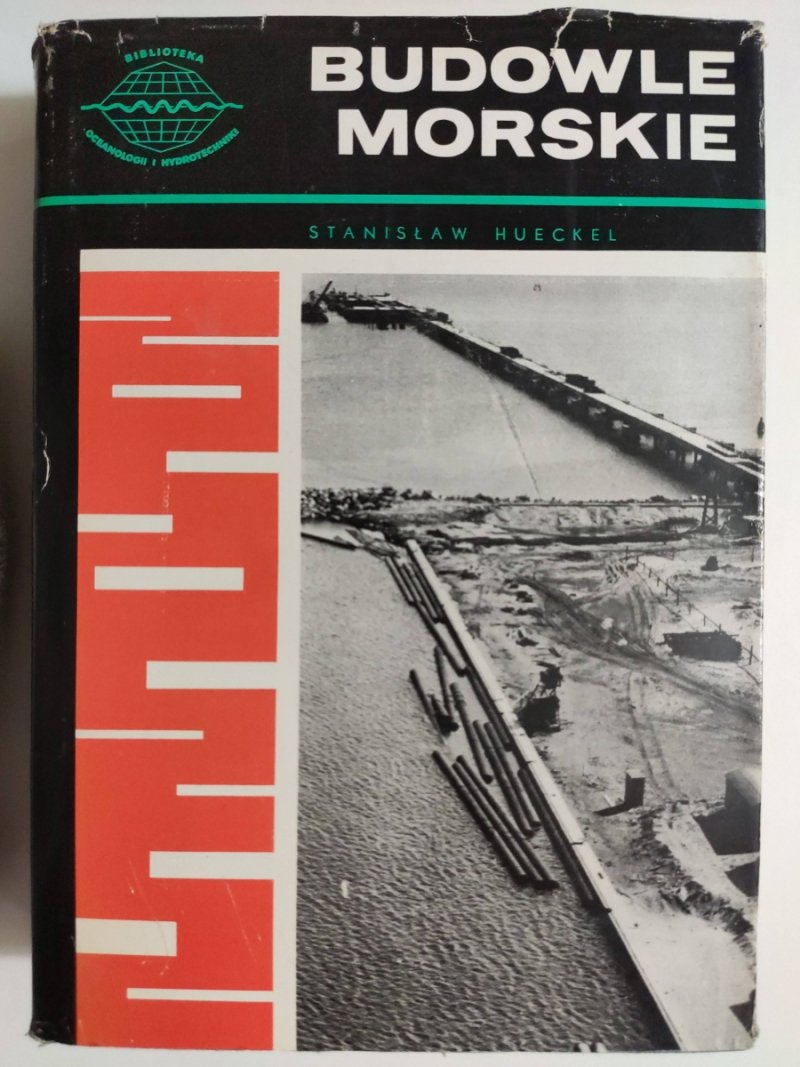 BIBLIOTEKA
OCEANOLOGII I HYDROTECHNIKI
BUDOWLE
MORSKIE
STANISŁAW HUECKEL